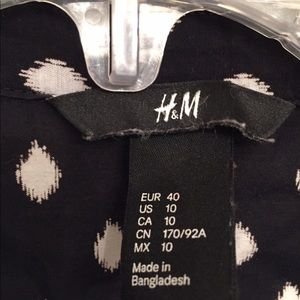 H&M
EUR 40
US 10
CA 10
CN 170/92A
MX 10
Made in
Bangladesh